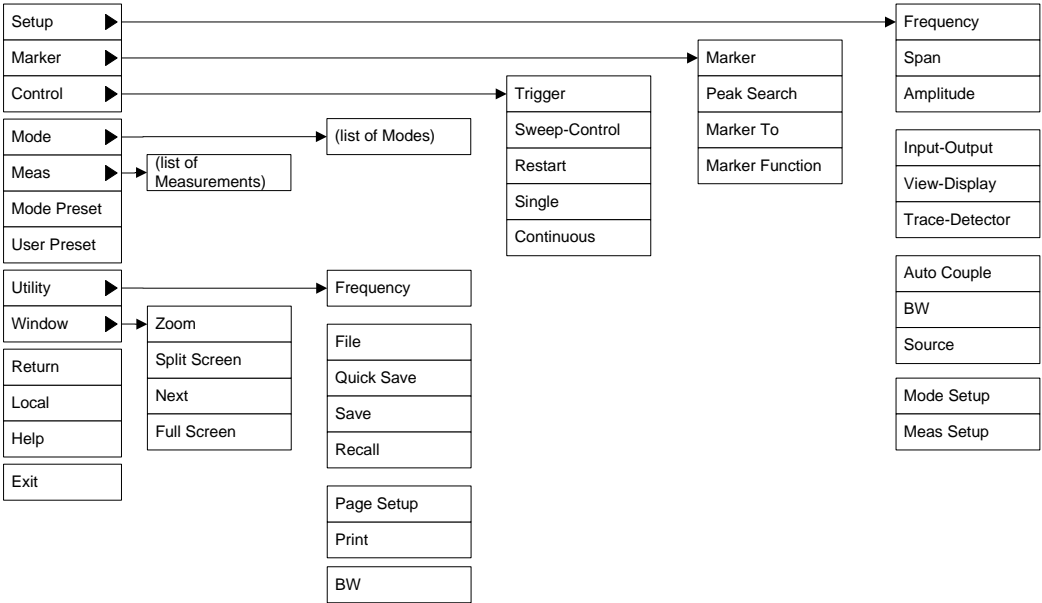 Setup
Marker
Control
Mode
Meas
Mode Preset
User Preset
Utility
Window
Return
Local
Help
Exit
(list of
Measurements)
Zoom
Split Screen
Next
Full Screen
(list of Modes)
Frequency
File
Quick Save
Save
Recall
Page Setup
Print
BW
Trigger
Sweep-Control
Restart
Single
Continuous
Marker
Peak Search
Marker To
Marker Function
Frequency
Span
Amplitude
Input-Output
View-Display
Trace-Detector
Auto Couple
BW
Source
Mode Setup
Meas Setup